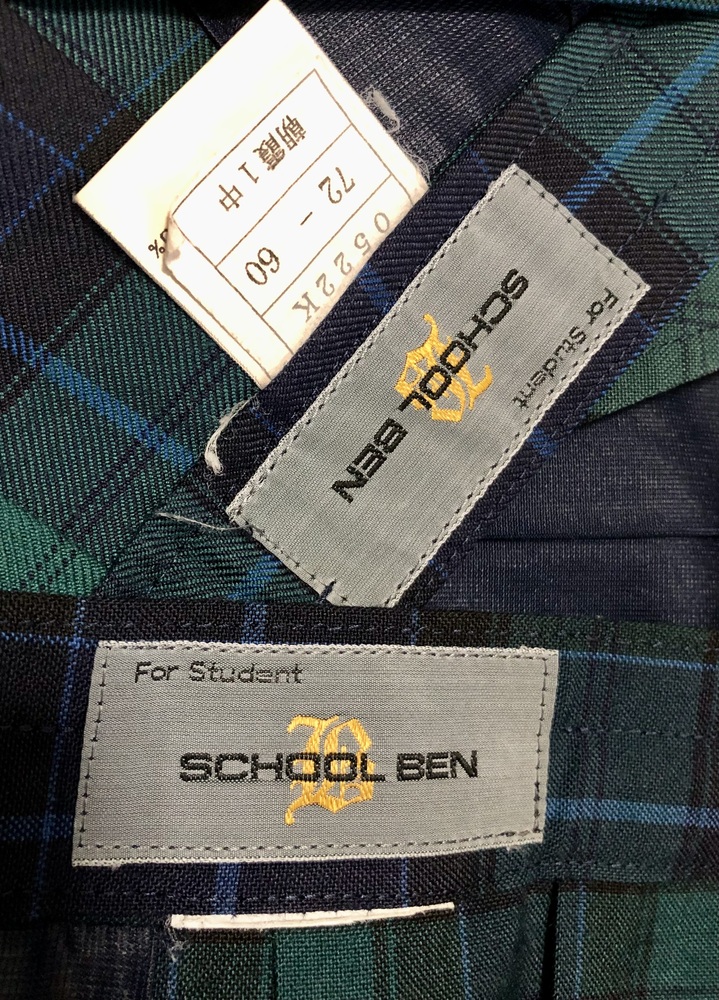 朝霞1中
72 - 60
0522K
%
For Student
SCHOOL BEN
For Student
SCHOOL BEN